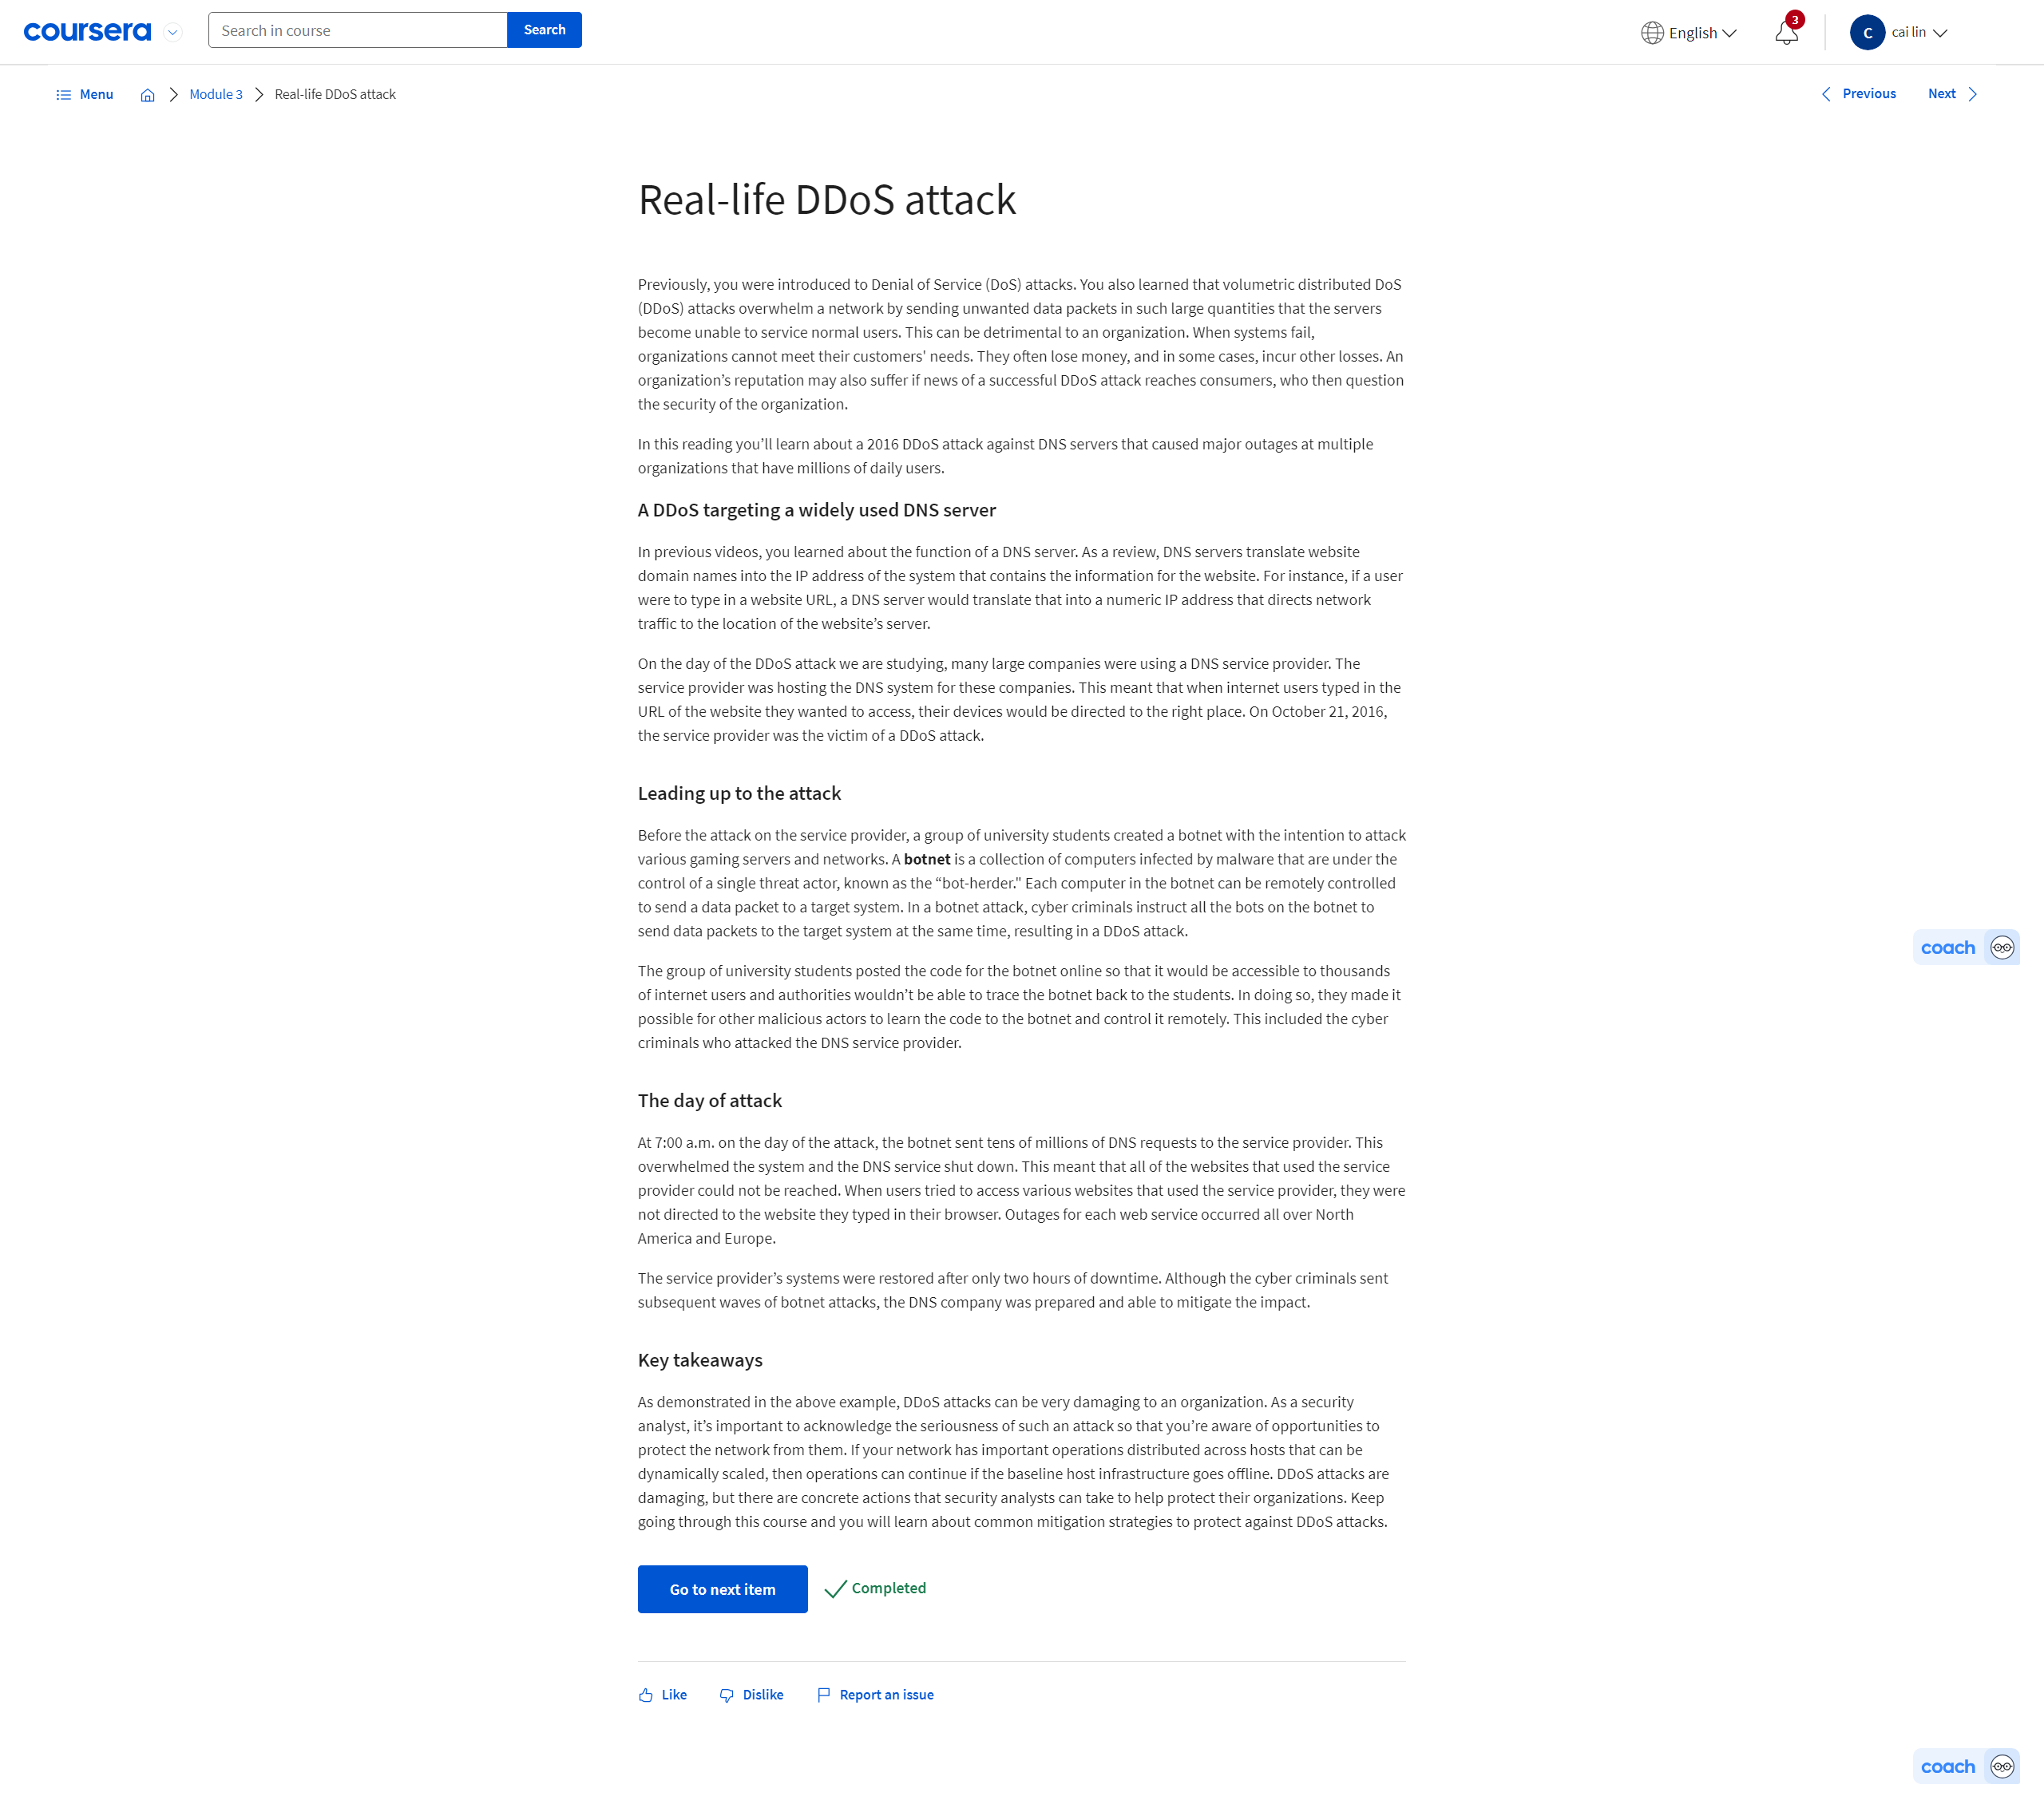 coursera
Search in course
Search
English
3
C
cai lin
Menu
Module 3
Real-life DDoS attack
Previous
Next
Real-life DDoS attack
Previously, you were introduced to Denial of Service (DoS) attacks. You also learned that volumetric distributed DoS
(DDoS) attacks overwhelm a network by sending unwanted data packets in such large quantities that the servers
become unable to service normal users. This can be detrimental to an organization. When systems fail,
organizations cannot meet their customers' needs. They often lose money, and in some cases, incur other losses. An
organization’s reputation may also suffer if news of a successful DDoS attack reaches consumers, who then question
the security of the organization.
In this reading you’ll learn about a 2016 DDoS attack against DNS servers that caused major outages at multiple
organizations that have millions of daily users.
A DDoS targeting a widely used DNS server
In previous videos, you learned about the function of a DNS server. As a review, DNS servers translate website
domain names into the IP address of the system that contains the information for the website. For instance, if a user
were to type in a website URL, a DNS server would translate that into a numeric IP address that directs network
traffic to the location of the website’s server.
On the day of the DDoS attack we are studying, many large companies were using a DNS service provider. The
service provider was hosting the DNS system for these companies. This meant that when internet users typed in the
URL of the website they wanted to access, their devices would be directed to the right place. On October 21, 2016,
the service provider was the victim of a DDoS attack.
Leading up to the attack
Before the attack on the service provider, a group of university students created a botnet with the intention to attack
various gaming servers and networks. A botnet is a collection of computers infected by malware that are under the
control of a single threat actor, known as the “bot-herder." Each computer in the botnet can be remotely controlled
to send a data packet to a target system. In a botnet attack, cyber criminals instruct all the bots on the botnet to
send data packets to the target system at the same time, resulting in a DDoS attack.
The group of university students posted the code for the botnet online so that it would be accessible to thousands
of internet users and authorities wouldn’t be able to trace the botnet back to the students. In doing so, they made it
possible for other malicious actors to learn the code to the botnet and control it remotely. This included the cyber
criminals who attacked the DNS service provider.
coach
The day of attack
At 7:00 a.m. on the day of the attack, the botnet sent tens of millions of DNS requests to the service provider. This
overwhelmed the system and the DNS service shut down. This meant that all of the websites that used the service
provider could not be reached. When users tried to access various websites that used the service provider, they were
not directed to the website they typed in their browser. Outages for each web service occurred all over North
America and Europe.
The service provider’s systems were restored after only two hours of downtime. Although the cyber criminals sent
subsequent waves of botnet attacks, the DNS company was prepared and able to mitigate the impact.
Key takeaways
As demonstrated in the above example, DDoS attacks can be very damaging to an organization. As a security
analyst, it’s important to acknowledge the seriousness of such an attack so that you’re aware of opportunities to
protect the network from them. If your network has important operations distributed across hosts that can be
dynamically scaled, then operations can continue if the baseline host infrastructure goes offline. DDoS attacks are
damaging, but there are concrete actions that security analysts can take to help protect their organizations. Keep
going through this course and you will learn about common mitigation strategies to protect against DDoS attacks.
Go to next item
Completed
Like
Dislike
Report an issue
coach